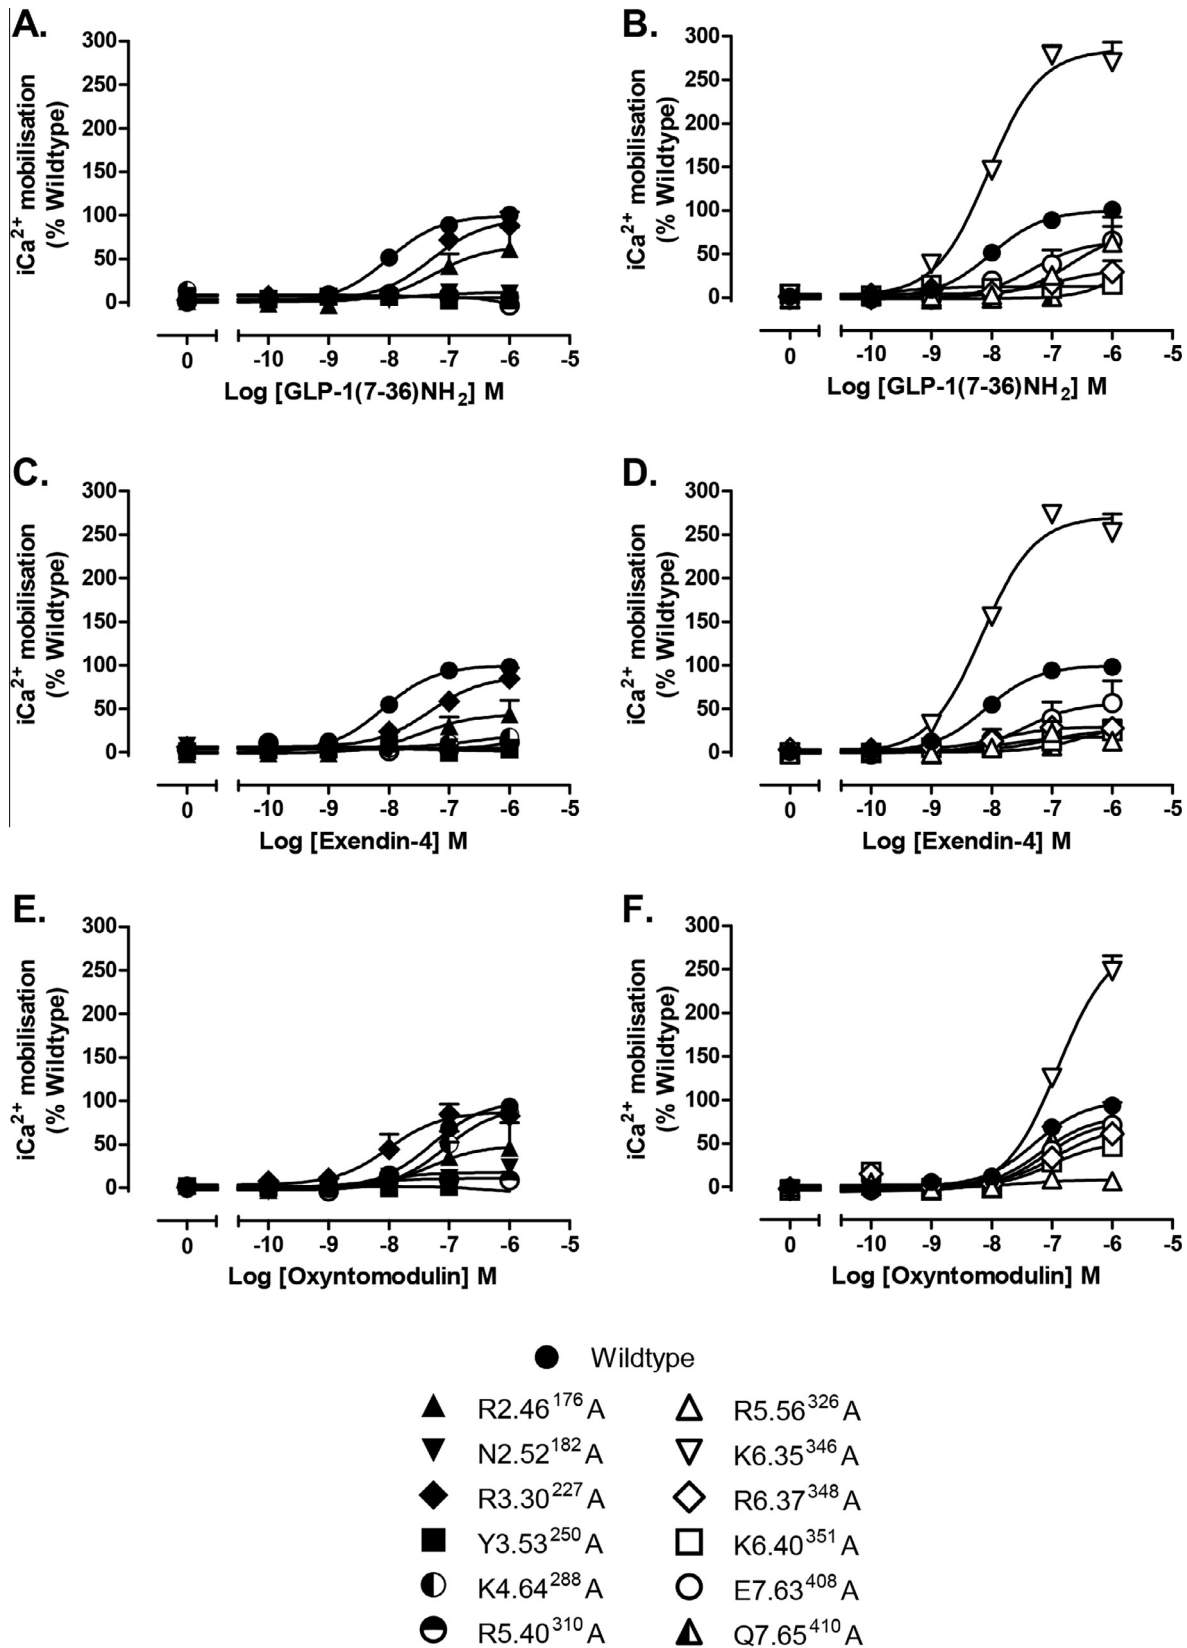 A.
iCa2+ mobilisation
(% Wildtype)
300
250
200
150
100
50
0
0 -10 -9 -8 -7 -6 -5
Log [GLP-1(7-36)NH2] M
B.
iCa2+ mobilisation
(% Wildtype)
300
250
200
150
100
50
0
0 -10 -9 -8 -7 -6 -5
Log [GLP-1(7-36)NH2] M
C.
iCa2+ mobilisation
(% Wildtype)
300
250
200
150
100
50
0
0 -10 -9 -8 -7 -6 -5
Log [Exendin-4] M
D.
iCa2+ mobilisation
(% Wildtype)
300
250
200
150
100
50
0
0 -10 -9 -8 -7 -6 -5
Log [Exendin-4] M
E.
iCa2+ mobilisation
(% Wildtype)
300
250
200
150
100
50
0
0 -10 -9 -8 -7 -6 -5
Log [Oxyntomodulin] M
F.
iCa2+ mobilisation
(% Wildtype)
300
250
200
150
100
50
0
0 -10 -9 -8 -7 -6 -5
Log [Oxyntomodulin] M
Wildtype
R2.46176A
N2.52182A
R3.30227A
Y3.53250A
K4.64288A
R5.40310A
R5.56326A
K6.35346A
R6.37348A
K6.40351A
E7.63408A
Q7.65410A